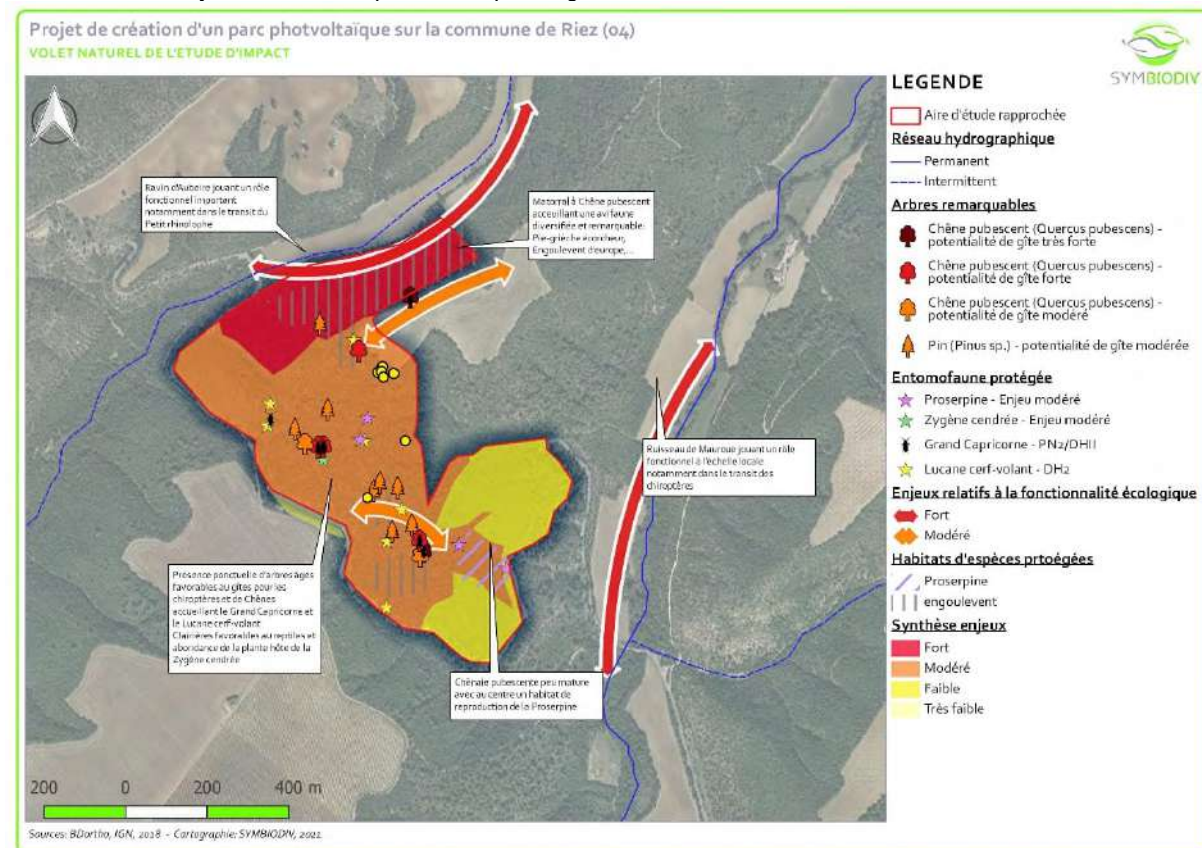 Projet de création d'un parc photvoltaïque sur la commune de Riez (04)
VOLET NATUREL DE L'ETUDE D'IMPACT
SYMBIODIV
LEGENDE
Aire d'étude rapprochée
Réseau hydrographique
Permanent
Intermittent
Arbres remarquables
Chêne pubescent (Quercus pubescens) -
potentialité de gîte très forte
Chêne pubescent (Quercus pubescens) -
potentialité de gîte forte
Chêne pubescent (Quercus pubescens) -
potentialité de gîte modéré
Pin (Pinus sp.) - potentialité de gîte modérée
Entomofaune protégée
Proserpine - Enjeu modéré
Zygène cendrée - Enjeu modéré
Grand Capricorne - PN2/DHII
Lucane cerf-volant - DH2
Enjeux relatifs à la fonctionnalité écologique
Fort
Modéré
Habitats d'espèces prtoégées
Proserpine
engoulevent
Synthèse enjeux
Fort
Modéré
Faible
Très faible
Ravin d'Aubeire jouant un rôle
fonctionnel important
notamment dans le transit du
Petit rhinolophe
Matorral à Chêne pubescent
acceuillant une avifaune
diversifiée et remarquable:
Pie-grièche écorcheur,
Engoulevent d'europe,...
Ruisseau de Mauroue jouant un rôle
fonctionnel à l'échelle locale
notamment dans le transit des
chiroptères
Presence ponctuelle d'arbres âgés
favorables au gîtes pour les
chiroptères et de Chênes
accueillant le Grand Capricorne et
le Lucane cerf-volant
Clairières favorables au reptiles et
abondance de la plante hôte de la
Zygène cendrée
Chênaie pubescente peu mature
avec au centre un habitat de
reproduction de la Proserpine
200 0 200 400 m
Sources: BDortho, IGN, 2018 - Cartographie: SYMBIODIV, 2021